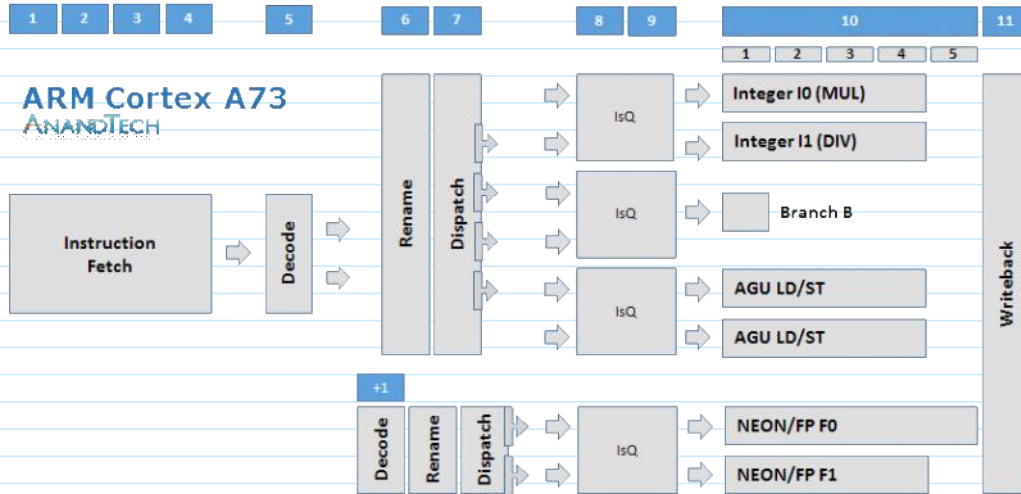 1 2 3 4 5 6 7 8 9 10 11
1 2 3 4 5
ARM Cortex A73
ANANDTECH
Instruction
Fetch
Decode
Rename
Dispatch
IsQ
Integer I0 (MUL)
Integer I1 (DIV)
IsQ
Branch B
IsQ
AGU LD/ST
AGU LD/ST
Writeback
+1
Decode
Rename
Dispatch
IsQ
NEON/FP F0
NEON/FP F1